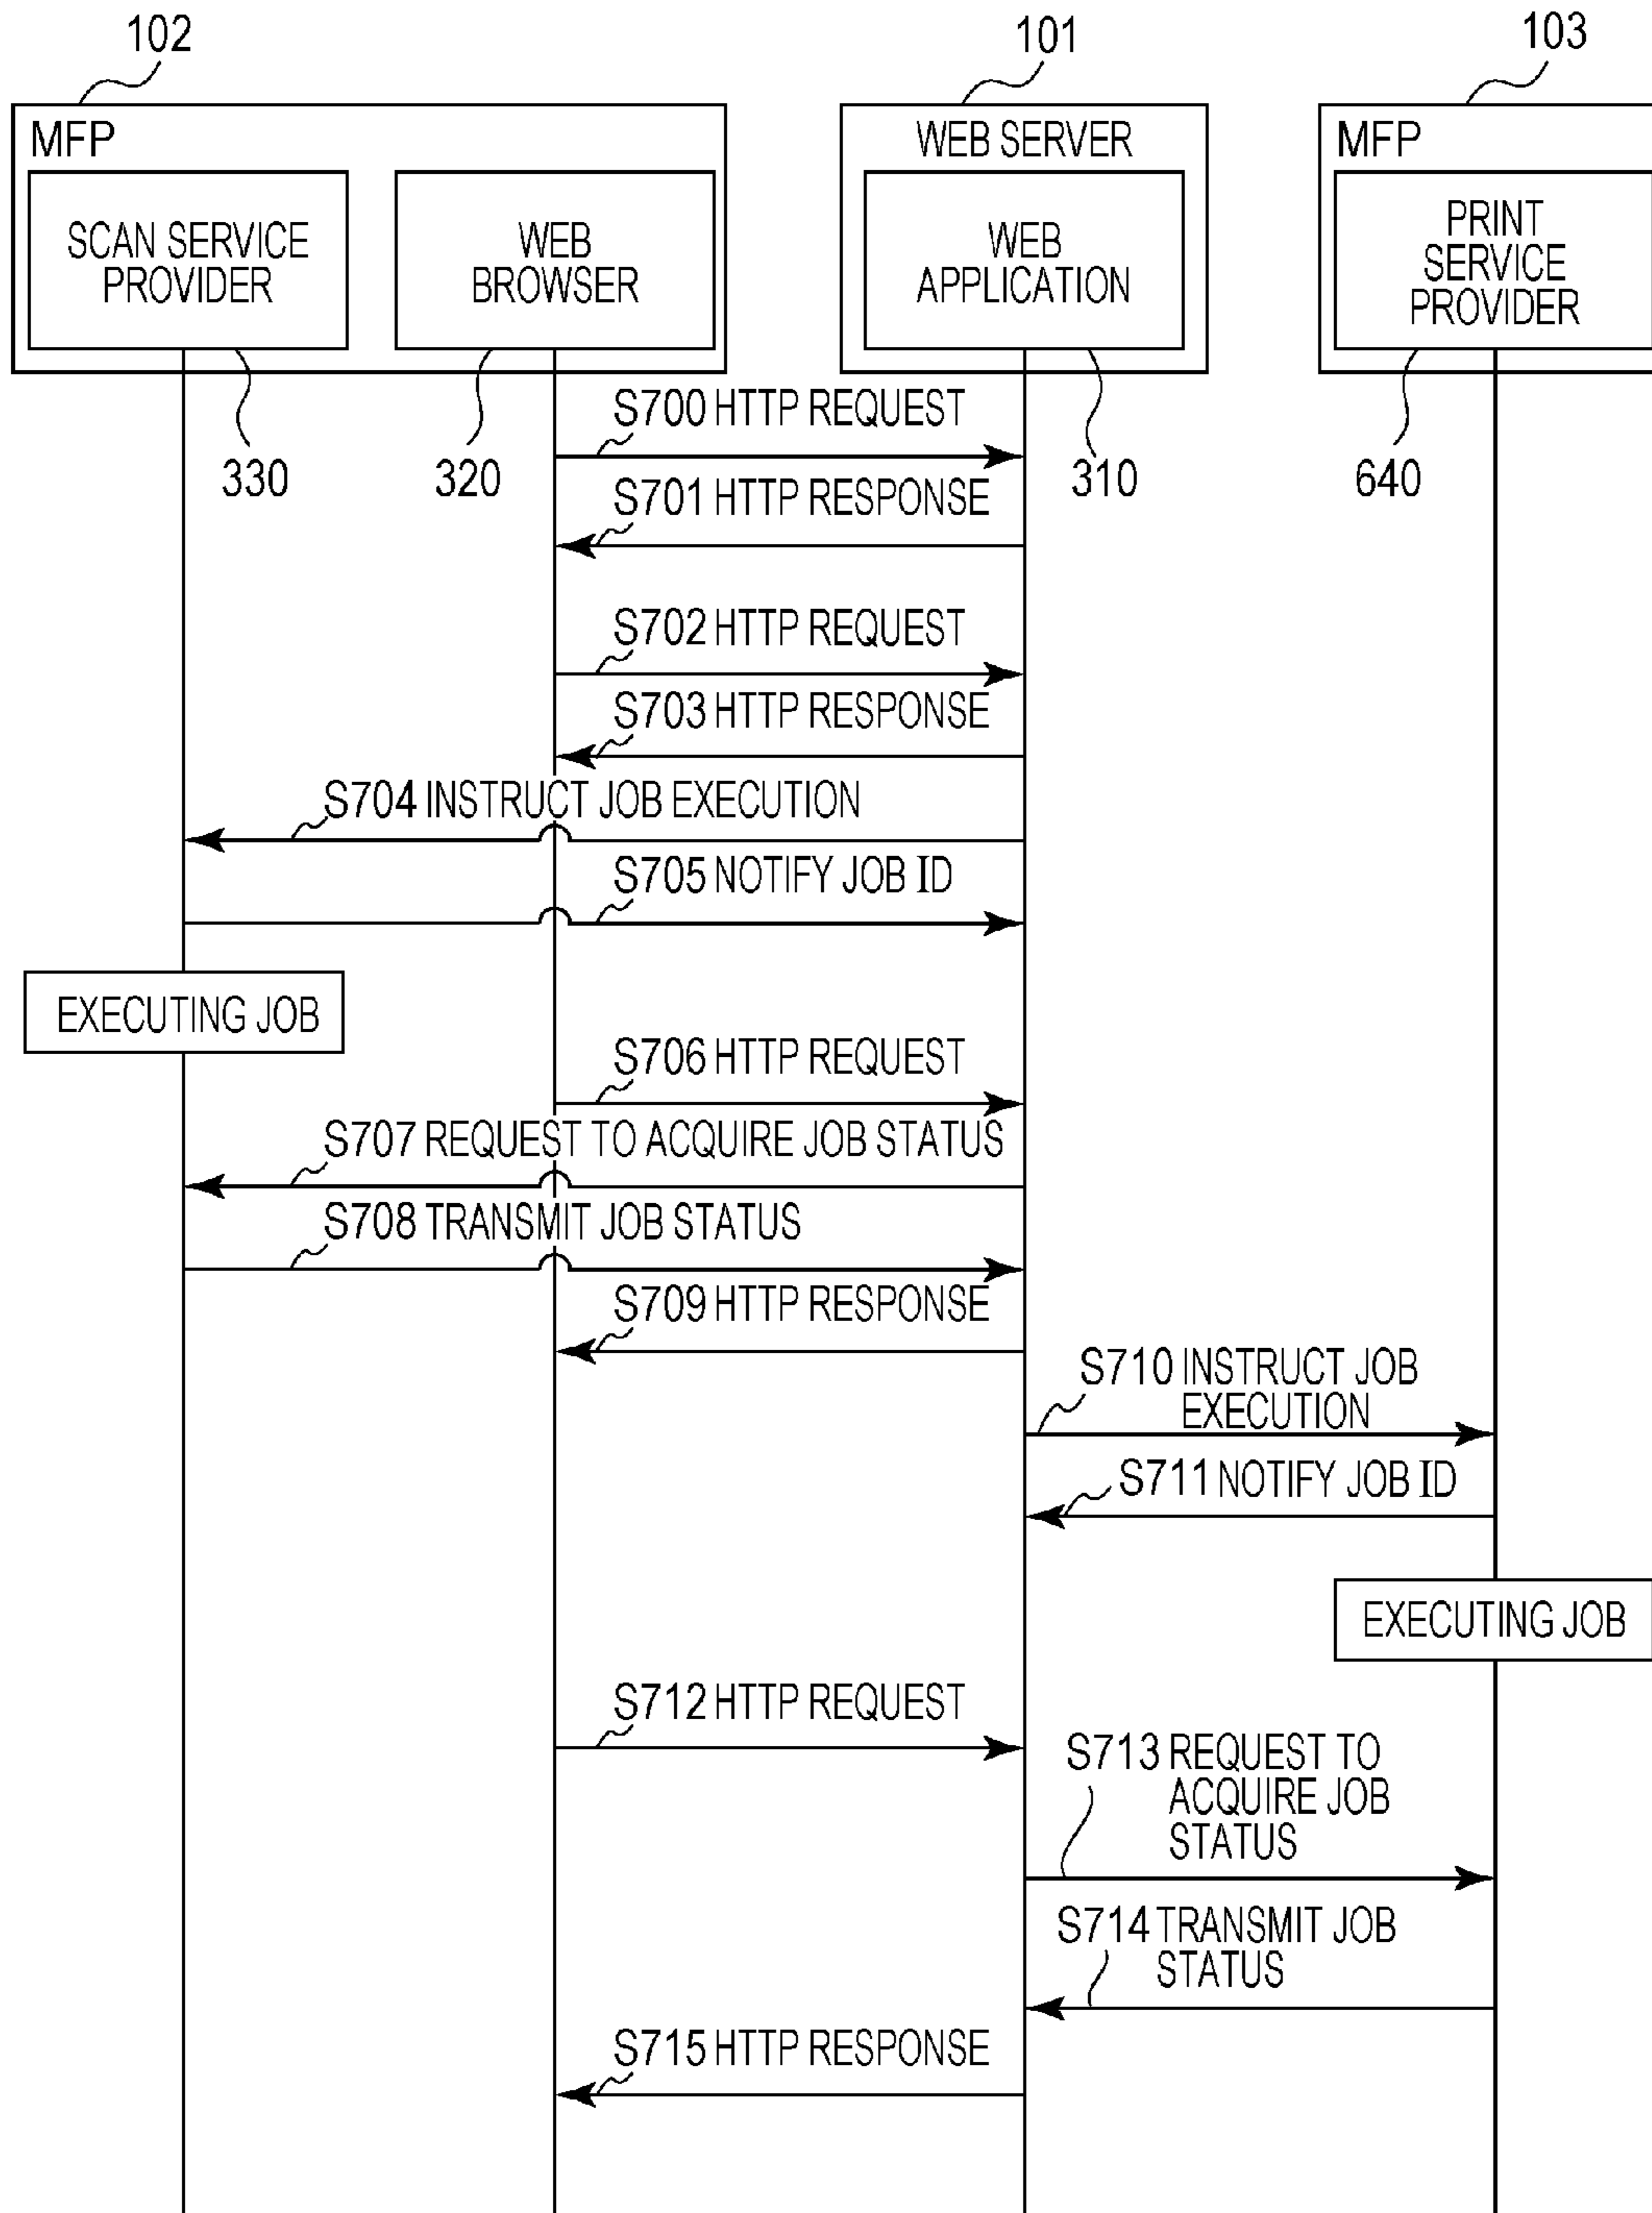 102
101
103
MFP
WEB SERVER
MFP
SCAN SERVICE
PROVIDER
WEB
BROWSER
WEB
APPLICATION
PRINT
SERVICE
PROVIDER
330
320
310
640
S700 HTTP REQUEST
S701 HTTP RESPONSE
S702 HTTP REQUEST
S703 HTTP RESPONSE
S704 INSTRUCT JOB EXECUTION
S705 NOTIFY JOB ID
EXECUTING JOB
S706 HTTP REQUEST
S707 REQUEST TO ACQUIRE JOB STATUS
S708 TRANSMIT JOB STATUS
S709 HTTP RESPONSE
S710 INSTRUCT JOB
EXECUTION
S711 NOTIFY JOB ID
EXECUTING JOB
S712 HTTP REQUEST
S713 REQUEST TO
ACQUIRE JOB
STATUS
S714 TRANSMIT JOB
STATUS
S715 HTTP RESPONSE